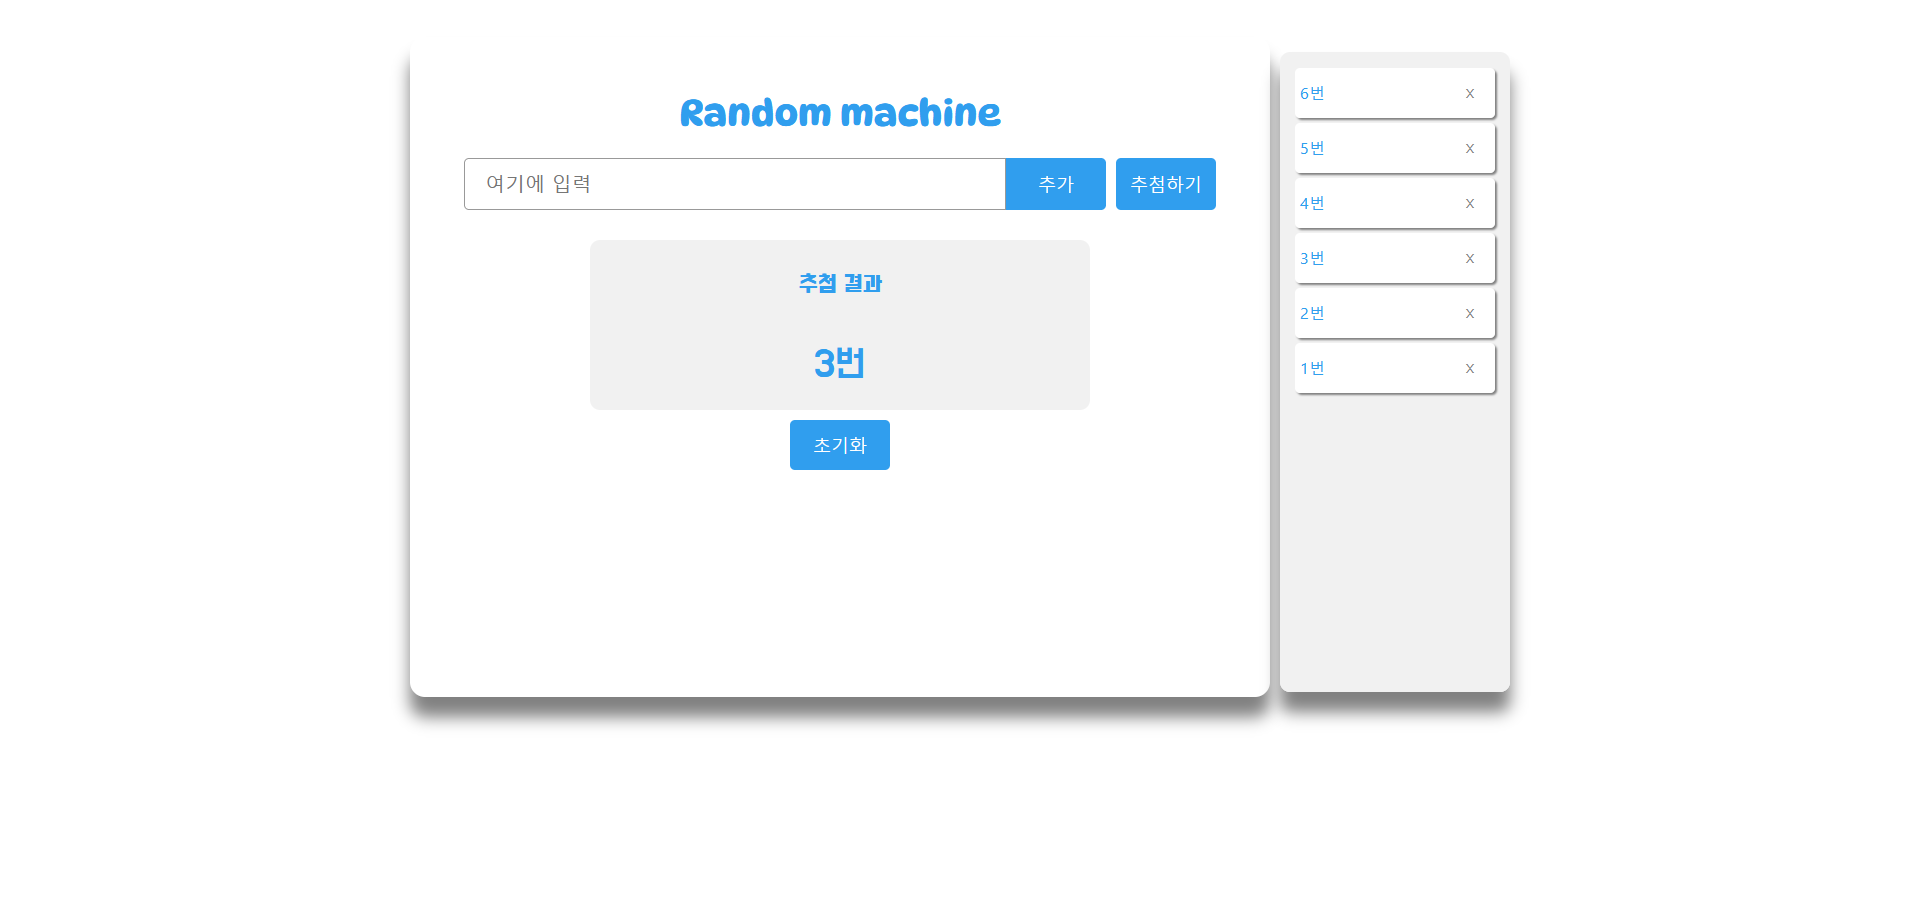 Random machine
여기에 입력
추가
추첨하기
추첨 결과
3번
초기화
6번 X
5번 X
4번 X
3번 X
2번 X
1번 X